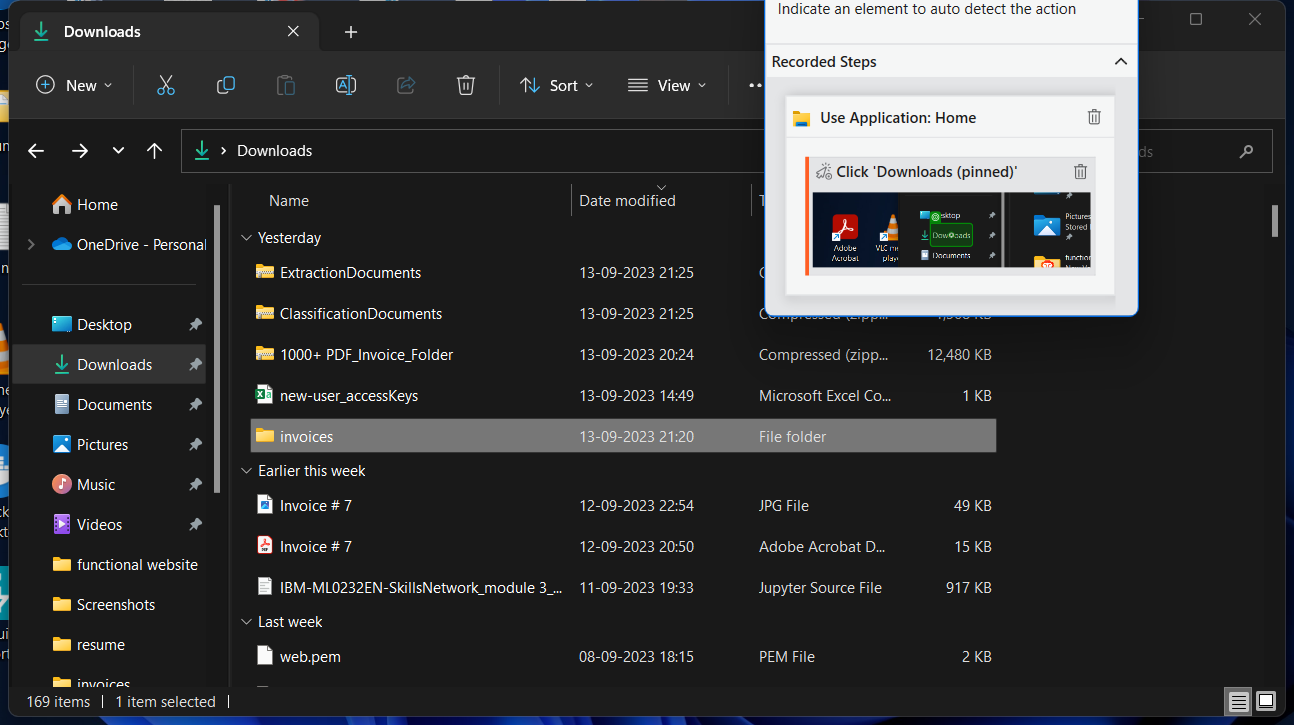 Indicate an element to auto detect the action
Downloads
Recorded Steps
New
Sort
View
Use Application: Home
Downloads
Click 'Downloads (pinned)'
Adobe
Acrobat
VLC me
play
Desktop
Downloads
Documents
Pictures
Stored
function
Home
OneDrive - Personal
Desktop
Downloads
Documents
Pictures
Music
Videos
functional website
Screenshots
resume
invoices
Name
Date modified
Yesterday
ExtractionDocuments 13-09-2023 21:25
ClassificationDocuments 13-09-2023 21:25 Compressed (zipp...
1000+ PDF_Invoice_Folder 13-09-2023 20:24 Compressed (zipp... 12,480 KB
new-user_accessKeys 13-09-2023 14:49 Microsoft Excel Co... 1 KB
invoices 13-09-2023 21:20 File folder
Earlier this week
Invoice # 7 12-09-2023 22:54 JPG File 49 KB
Invoice # 7 12-09-2023 20:50 Adobe Acrobat D... 15 KB
IBM-ML0232EN-SkillsNetwork_module 3_... 11-09-2023 19:33 Jupyter Source File 917 KB
Last week
web.pem 08-09-2023 18:15 PEM File 2 KB
169 items 1 item selected